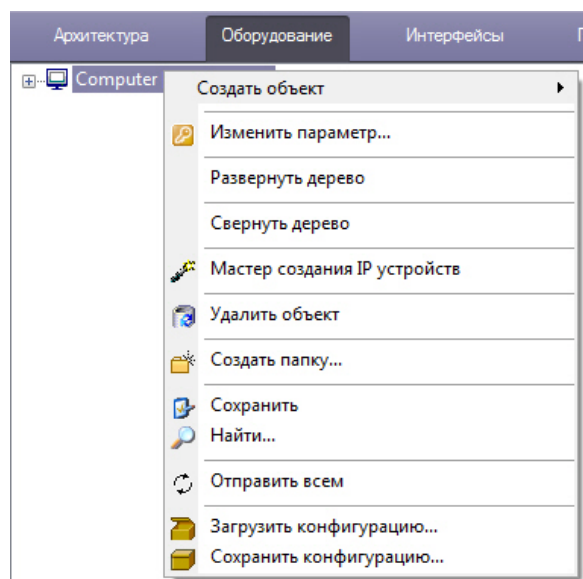 Архитектура Оборудование Интерфейсы
Computer
Создать объект
Изменить параметр...
Развернуть дерево
Свернуть дерево
Мастер создания IP устройств
Удалить объект
Создать папку...
Сохранить
Найти...
Отправить всем
Загрузить конфигурацию...
Сохранить конфигурацию...